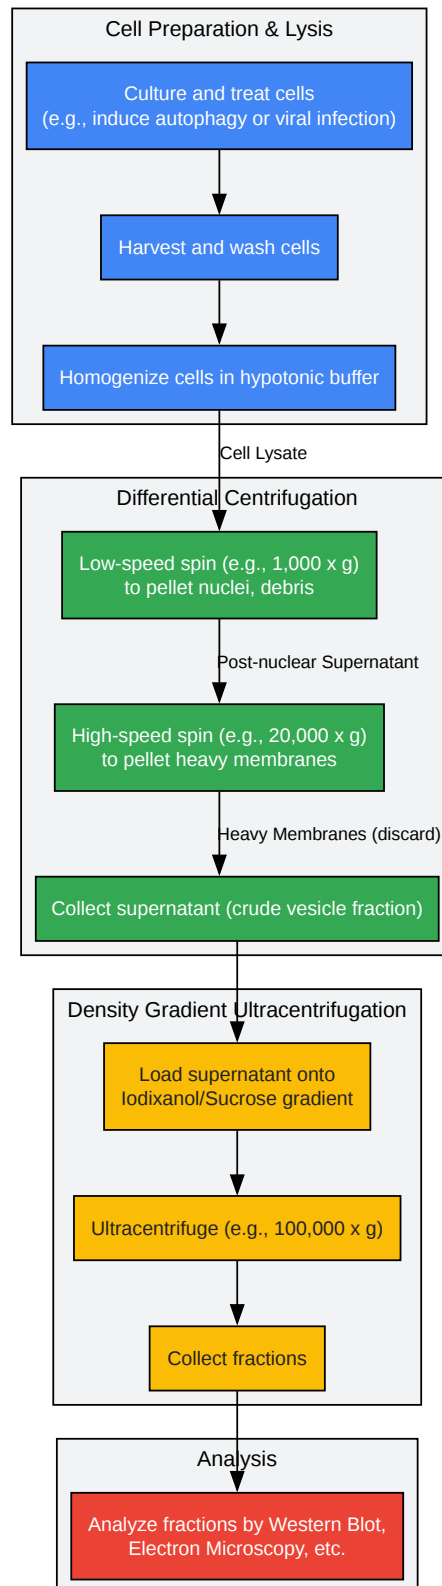 Cell Preparation & Lysis
Culture and treat cells
(e.g., induce autophagy or viral infection)
Harvest and wash cells
Homogenize cells in hypotonic buffer
Cell Lysate
Differential Centrifugation
Low-speed spin (e.g., 1,000 x g)
to pellet nuclei, debris
Post-nuclear Supernatant
High-speed spin (e.g., 20,000 x g)
to pellet heavy membranes
Heavy Membranes (discard)
Collect supernatant (crude vesicle fraction)
Density Gradient Ultracentrifugation
Load supernatant onto
Iodixanol/Sucrose gradient
Ultracentrifuge (e.g., 100,000 x g)
Collect fractions
Analysis
Analyze fractions by Western Blot,
Electron Microscopy, etc.